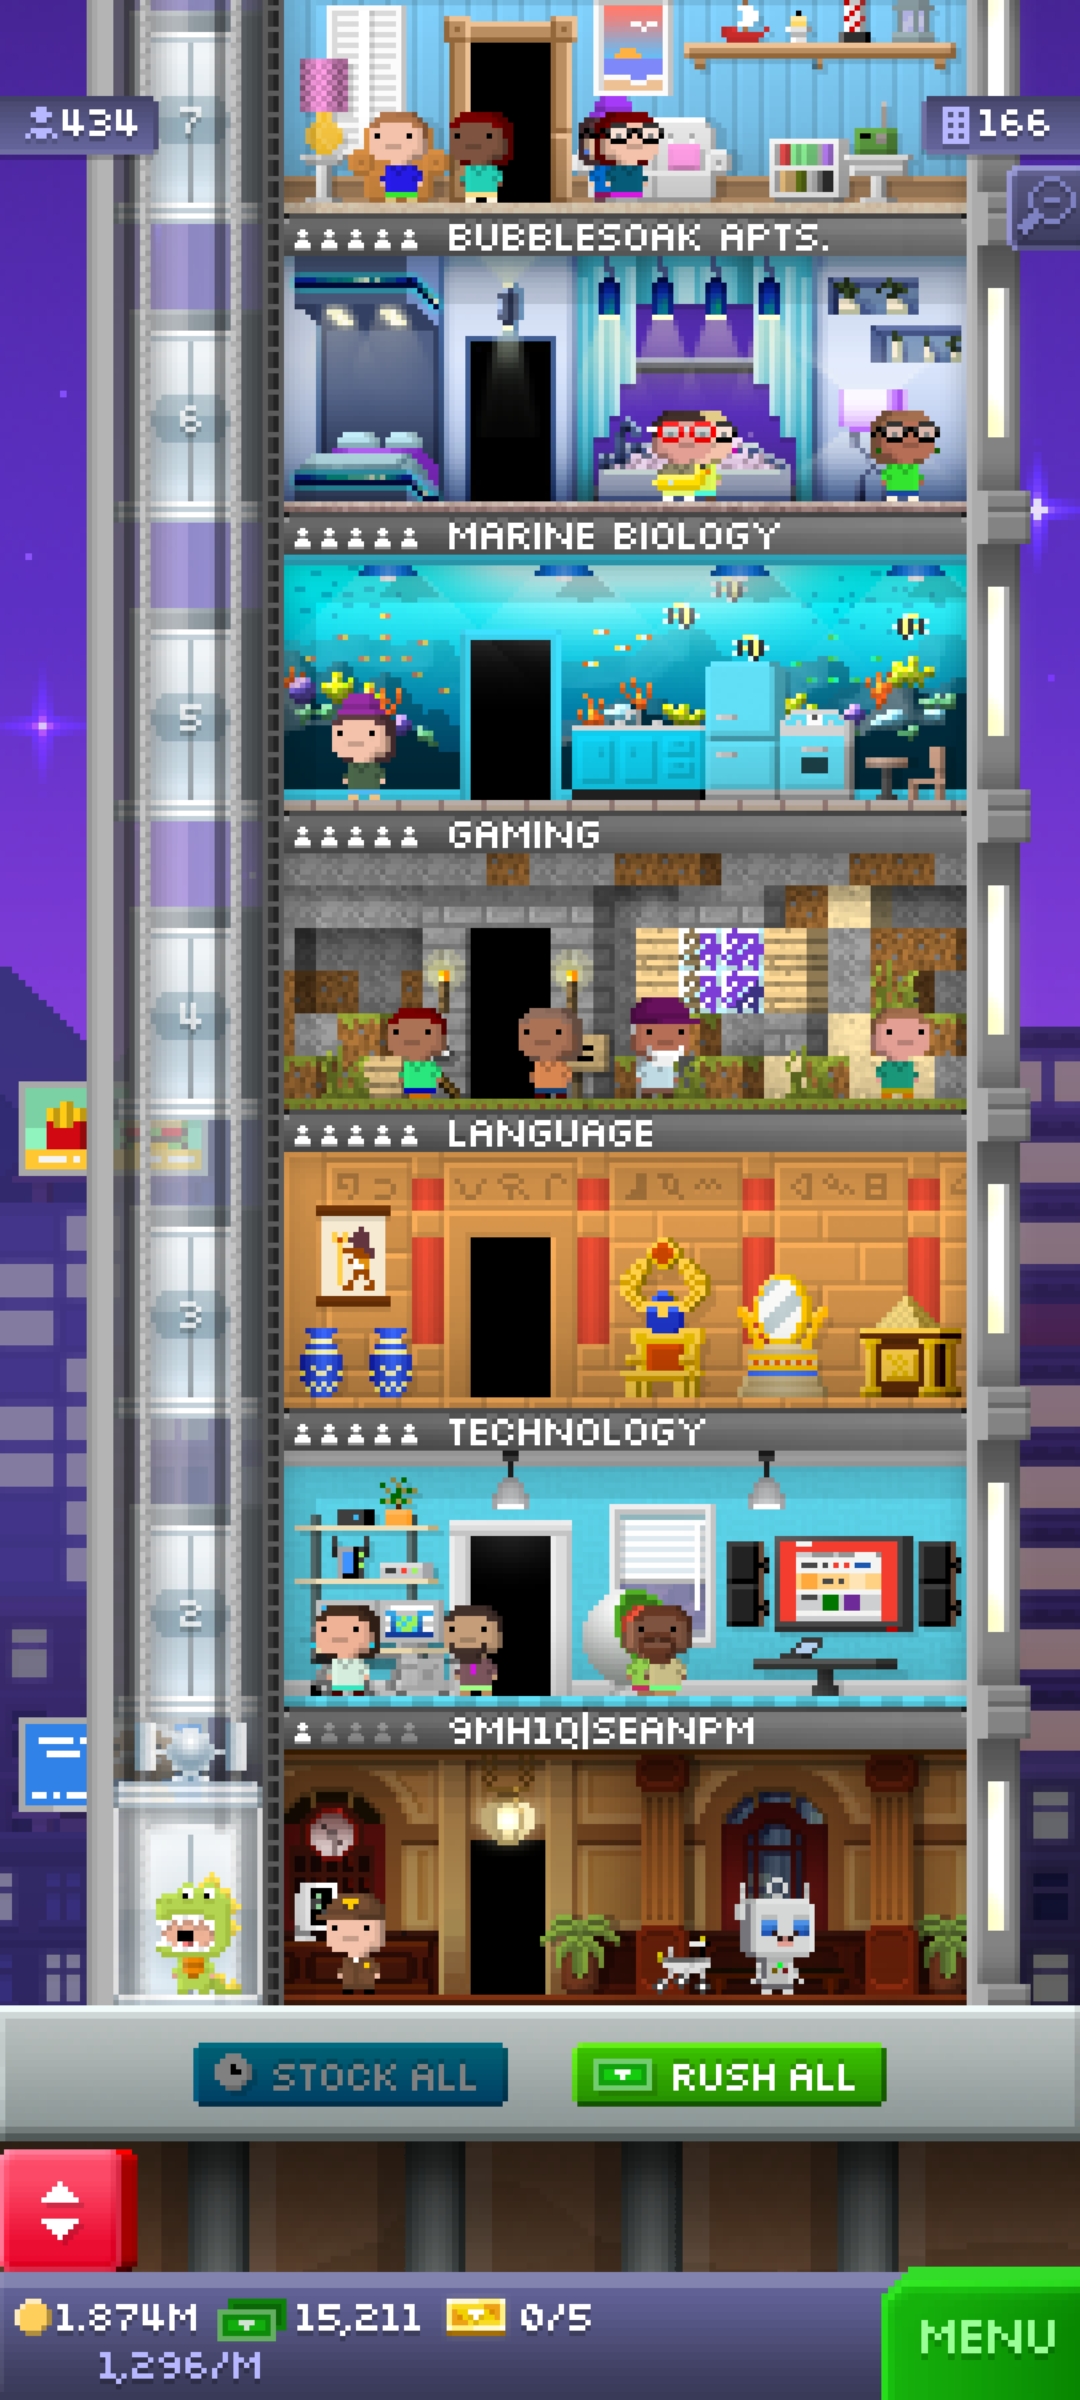 7
434
166
BUBBLESOAK APTS.
6
MARINE BIOLOGY
5
GAMING
4
LANGUAGE
3
TECHNOLOGY
2
9MH1Q|SEANPM
STOCK ALL
RUSH ALL
1.874M
15,211
0/5
1,296/M
MENU